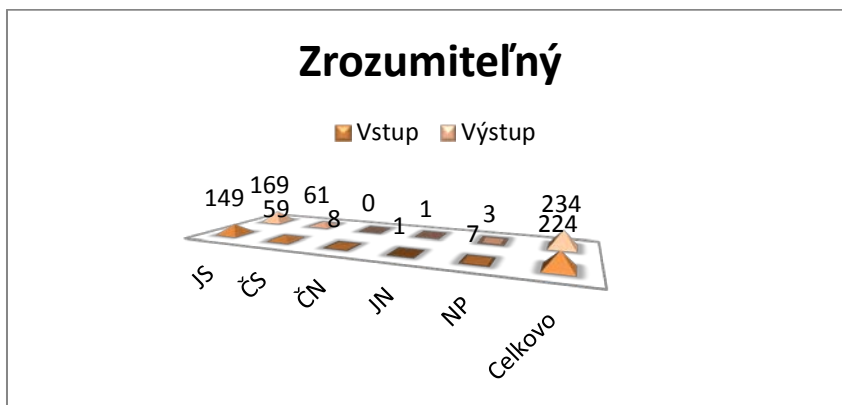 Zrozumiteľný
Vstup Výstup
149 169 61 0 1 3 234
59 8 1 7 224
JS ČS ČN JN NP Celkovo